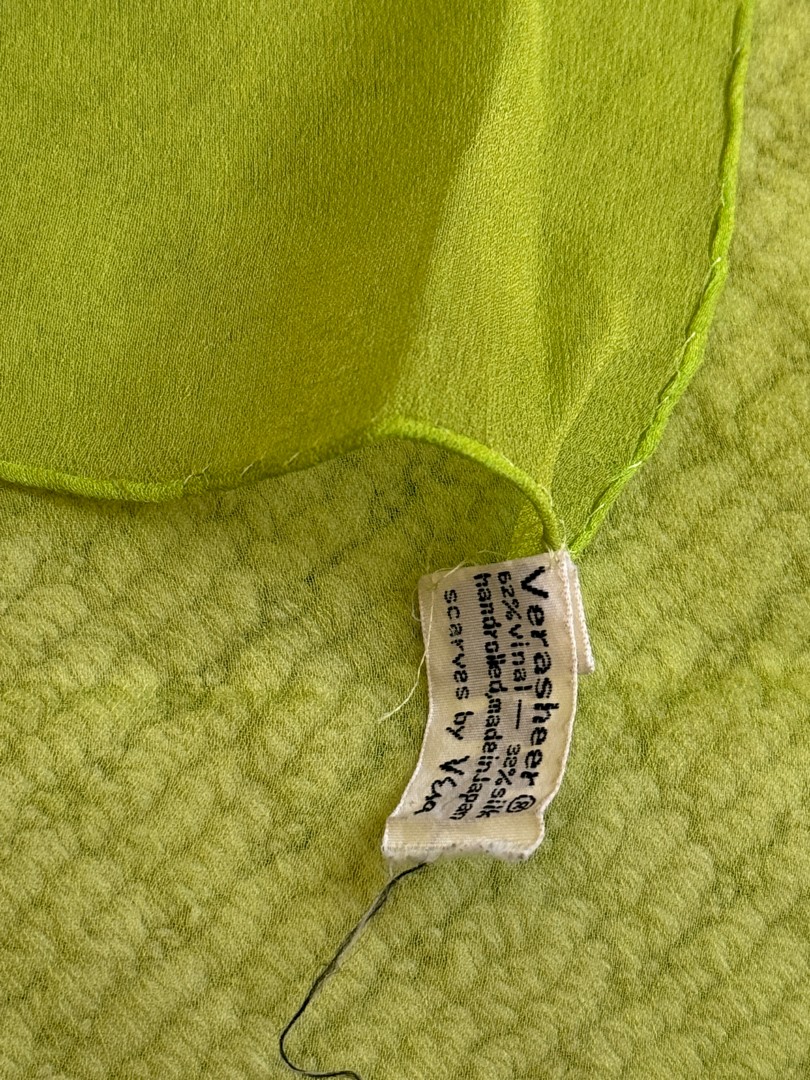 Verasheer®
62% vinal — 38% silk
handrolled, made in Japan
scarves by Vera